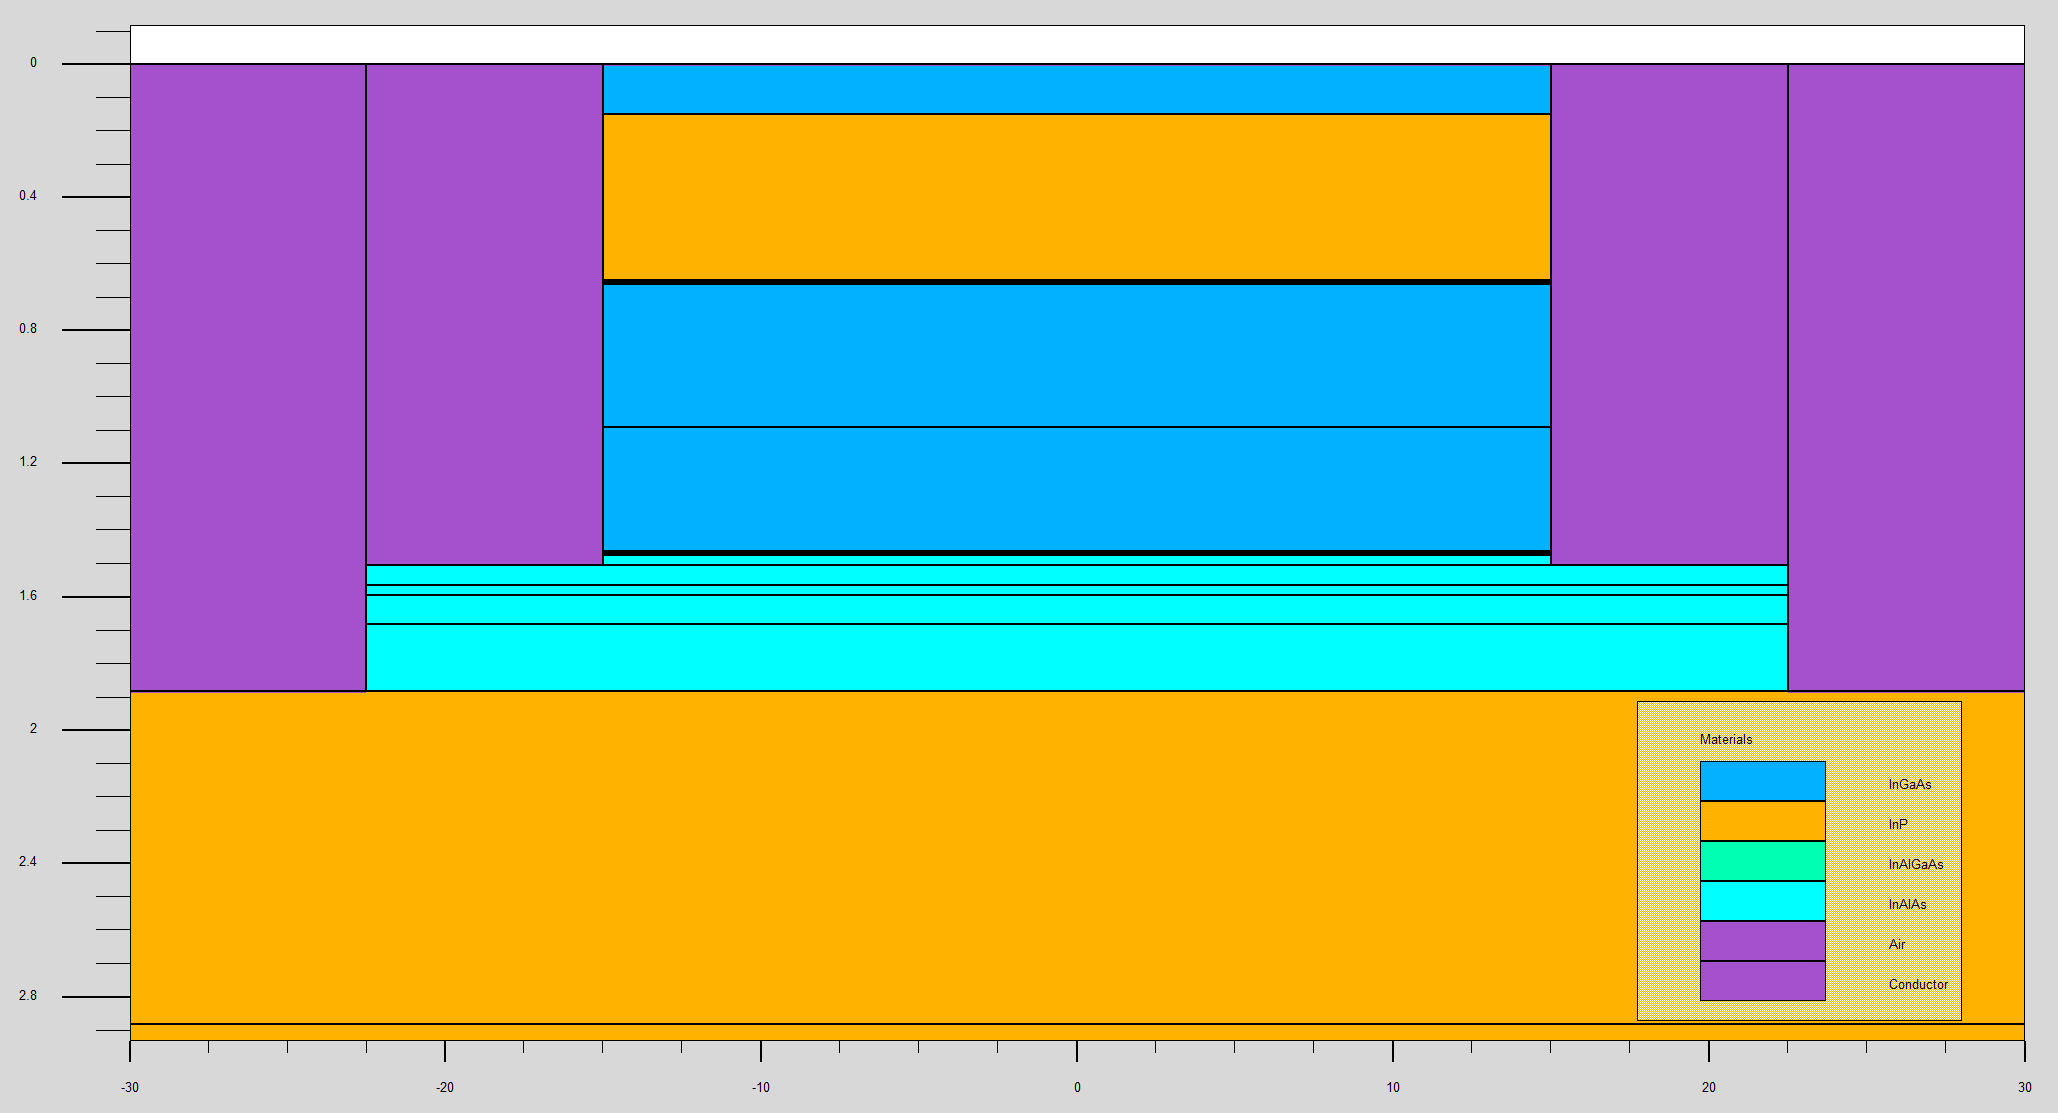 0
0.4
0.8
1.2
1.6
2
2.4
2.8
Materials
InGaAs
InP
InAlGaAs
InAlAs
Air
Conductor
-30 -20 -10 0 10 20 30